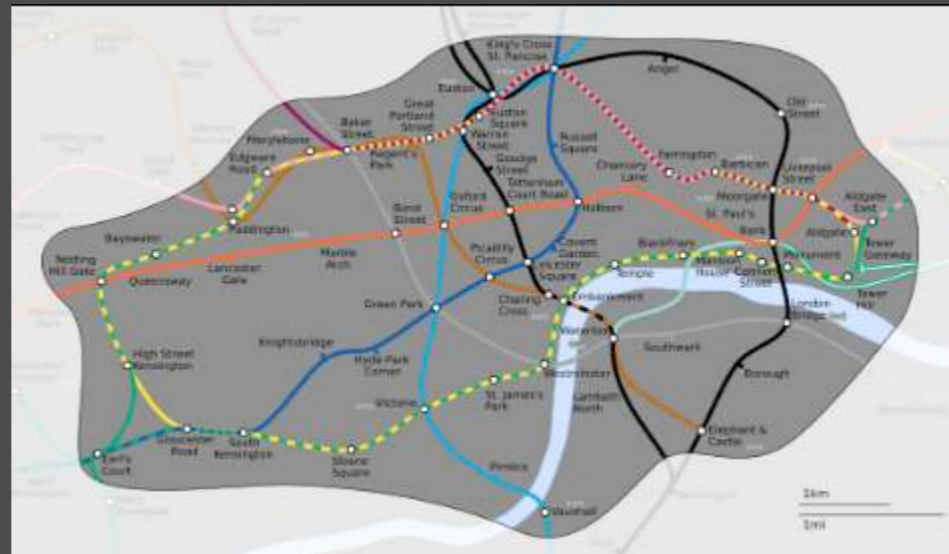 King's Cross
St. Pancras
Angel
Euston
Old
Street
Great
Portland
Street
Euston
Square
Baker
Street
Marylebone
Warren
Street
Regent's
Park
Russell
Square
Edgware
Road
Goodge
Street
Farringdon
Barbican
Chancery
Lane
Liverpool
Street
Tottenham
Court Road
Moorgate
Aldgate
East
Oxford
Circus
Bond
Street
Holborn
St. Paul's
Paddington
Bank
Aldgate
Bayswater
Covent
Garden
Blackfriars
Tower
Gateway
Notting
Hill Gate
Marble
Arch
Picadilly
Circus
Mansion
House
Monument
Lancaster
Gate
Leicester
Square
Temple
Cannon
Street
Queensway
Tower
Hill
Green Park
Charing
Cross
Embankment
London
Bridge
Waterloo
Knightsbridge
Southwark
High Street
Kensington
Hyde Park
Corner
Westminster
Borough
St. James's
Park
Lambeth
North
Victoria
Gloucester
Road
South
Kensington
Elephant &
Castle
Earl's
Court
Sloane
Square
Pimlico
Vauxhall
1km
1mi